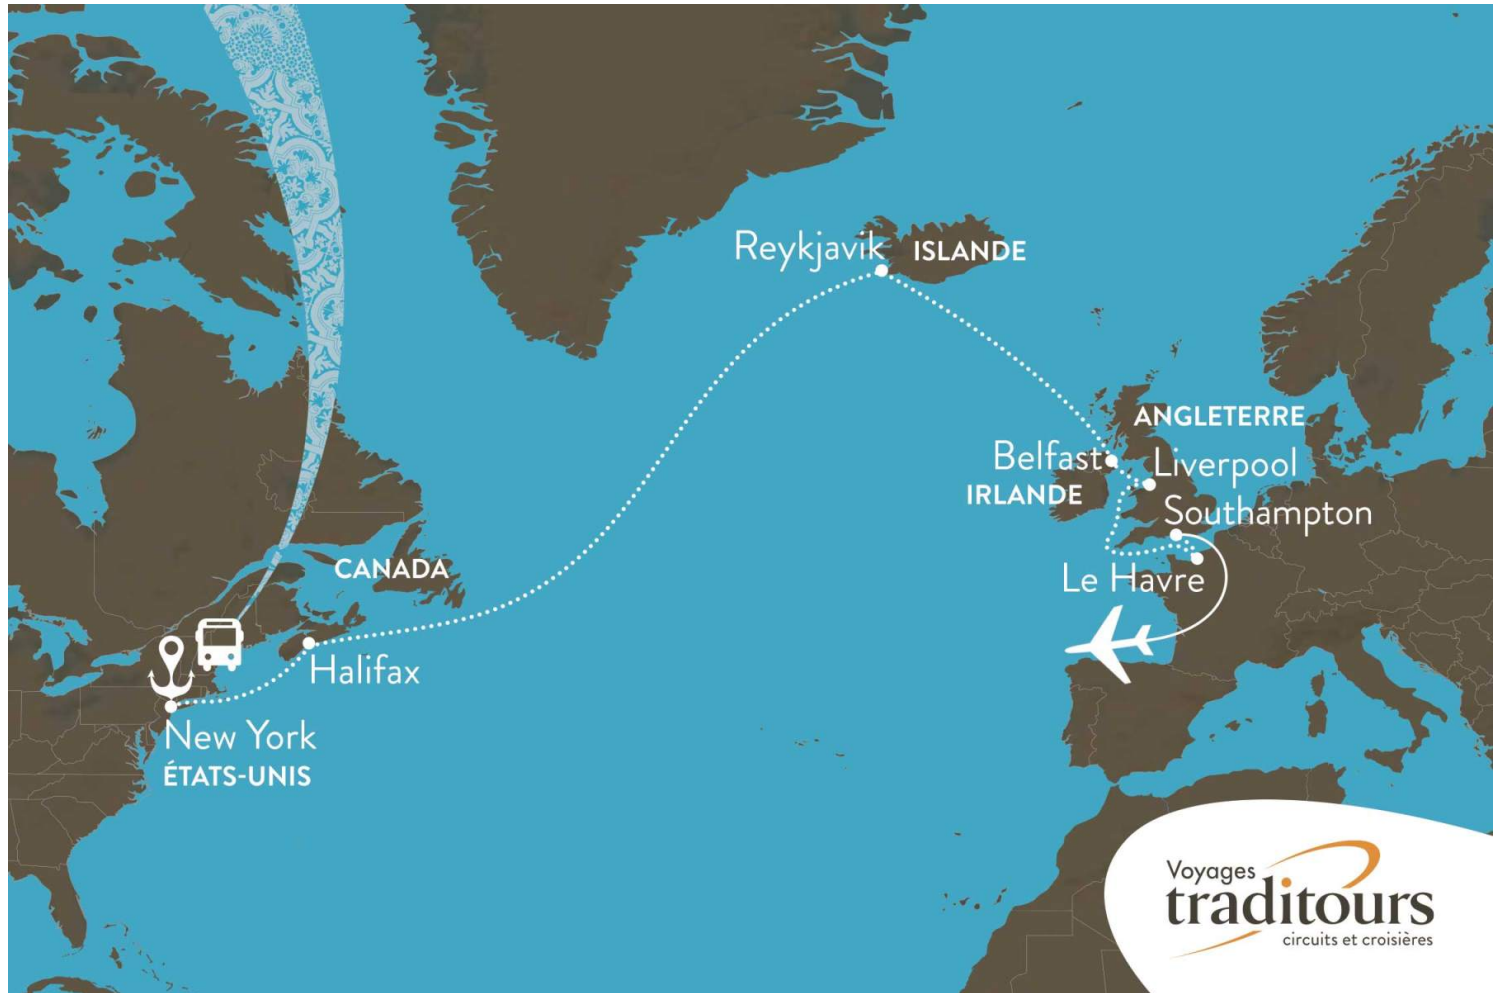 Reykjavik
ISLANDE
ANGLETERRE
Belfast
Liverpool
IRLANDE
Southampton
CANADA
Le Havre
Halifax
New York
ÉTATS-UNIS
Voyages
traditours
circuits et croisières